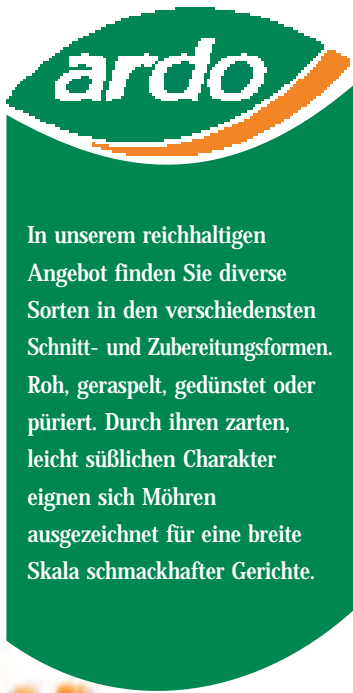 ardo
In unserem reichhaltigen
Angebot finden Sie diverse
Sorten in den verschiedensten
Schnitt- und Zubereitungsformen.
Roh, geraspelt, gedünstet oder
püriert. Durch ihren zarten,
leicht süßlichen Charakter
eignen sich Möhren
ausgezeichnet für eine breite
Skala schmackhafter Gerichte.